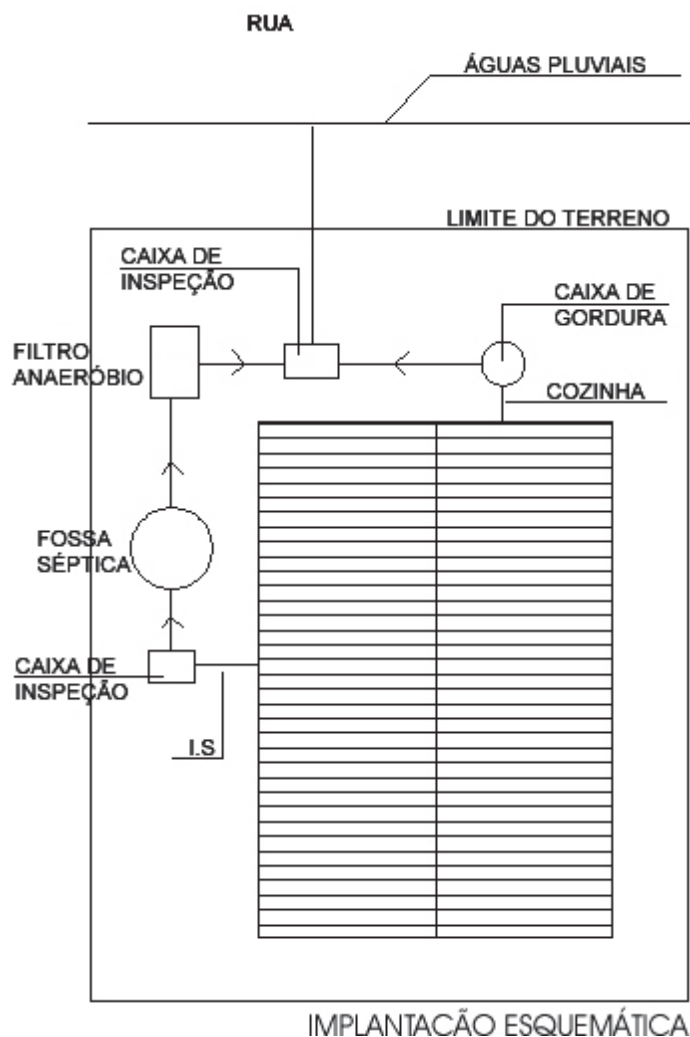 RUA
ÁGUAS PLUVIAIS
LIMITE DO TERRENO
CAIXA DE
INSPEÇÃO
CAIXA DE
GORDURA
FILTRO
ANAERÓBIO
COZINHA
FOSSA
SÉPTICA
CAIXA DE
INSPEÇÃO
I.S
IMPLANTACÃO ESQUEMÁTICA